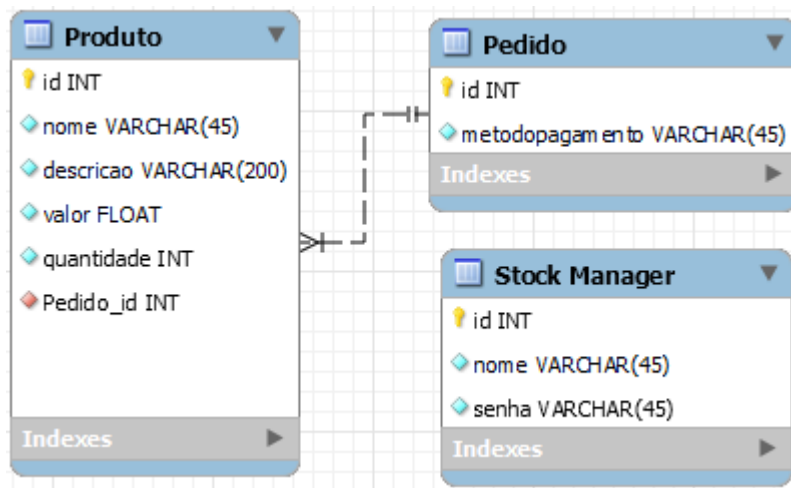 Produto
id INT
nome VARCHAR(45)
descricao VARCHAR(200)
valor FLOAT
quantidade INT
Pedido_id INT
Indexes
Pedido
id INT
metodopagamento VARCHAR(45)
Indexes
Stock Manager
id INT
nome VARCHAR(45)
senha VARCHAR(45)
Indexes